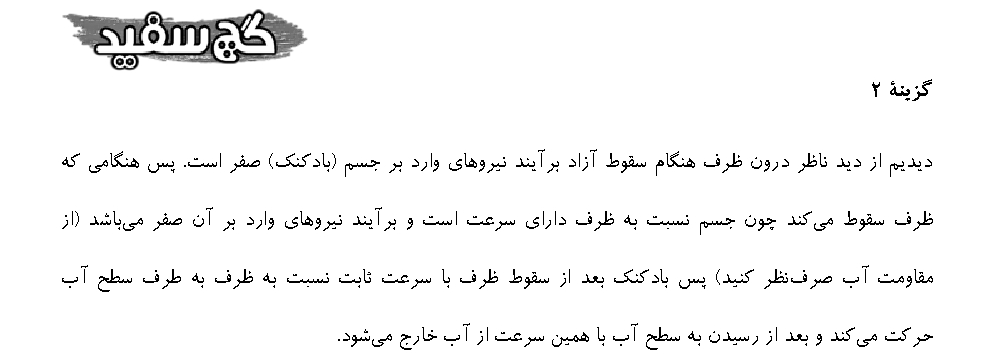 گچ سفید
گزینهٔ ۲
دیدیم از دید ناظر درون ظرف هنگام سقوط آزاد برآیند نیروهای وارد بر جسم (بادکنک) صفر است. پس هنگامی که
ظرف سقوط می‌کند چون جسم نسبت به ظرف دارای سرعت است و برآیند نیروهای وارد بر آن صفر می‌باشد (از
مقاومت آب صرف‌نظر کنید) پس بادکنک بعد از سقوط ظرف با سرعت ثابت نسبت به ظرف به طرف سطح آب
حرکت می‌کند و بعد از رسیدن به سطح آب با همین سرعت از آب خارج می‌شود.